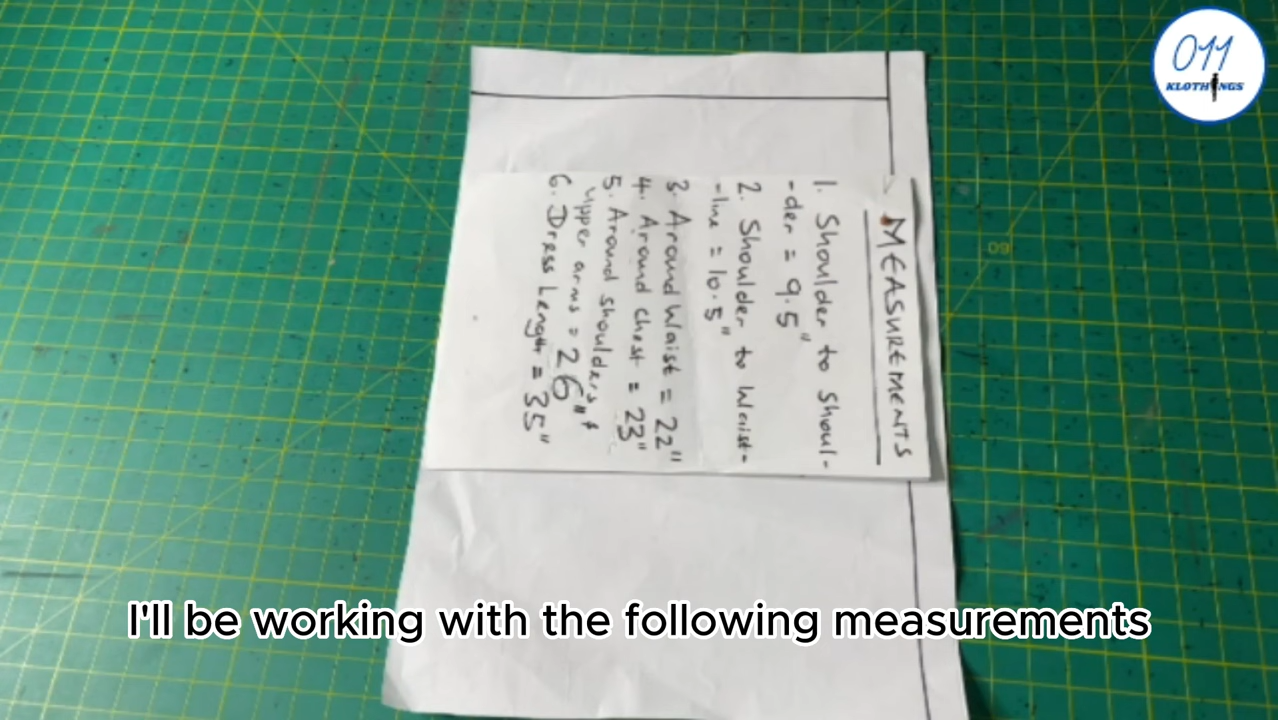 011
KLOTHINGS
MEASUREMENTS
1. Shoulder to Shoul-
-der = 9.5"
2. Shoulder to Waist-
-line = 10.5"
3. Around Waist = 22"
4. Around Chest = 23"
5. Around shoulders &
upper arms = 26"
6. Dress Length = 35"
60
I'll be working with the following measurements